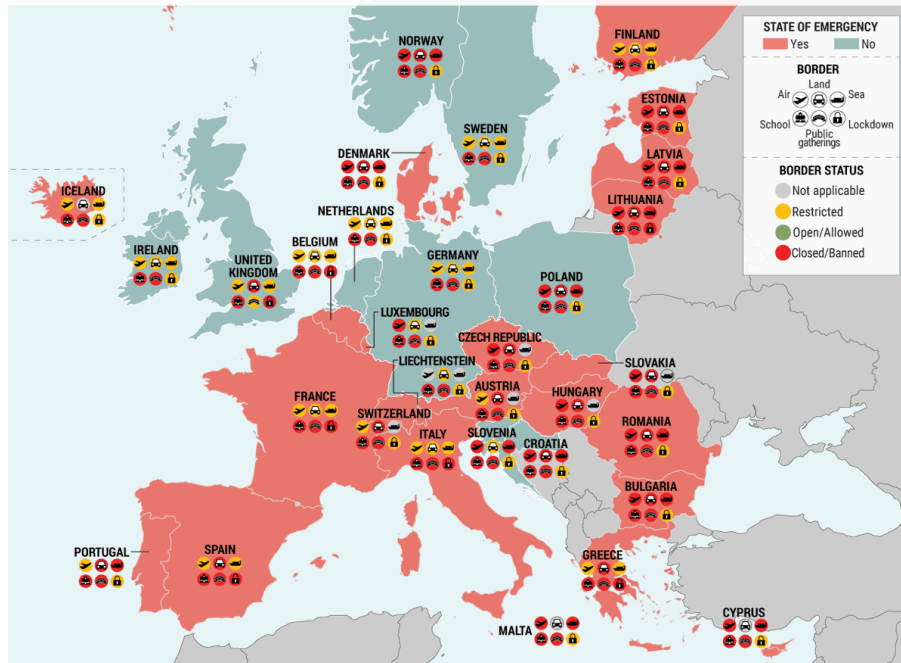 NORWAY
FINLAND
SWEDEN
DENMARK
ESTONIA
LATVIA
LITHUANIA
ICELAND
NETHERLANDS
BELGIUM
IRELAND
UNITED
KINGDOM
GERMANY
POLAND
LUXEMBOURG
CZECH REPUBLIC
LIECHTENSTEIN
SLOVAKIA
AUSTRIA
FRANCE
HUNGARY
SWITZERLAND
ITALY
SLOVENIA
CROATIA
ROMANIA
BULGARIA
PORTUGAL
SPAIN
GREECE
MALTA
CYPRUS
STATE OF EMERGENCY
Yes No
BORDER
Land
Air Sea
School Lockdown
Public
gatherings
BORDER STATUS
Not applicable
Restricted
Open/Allowed
Closed/Banned